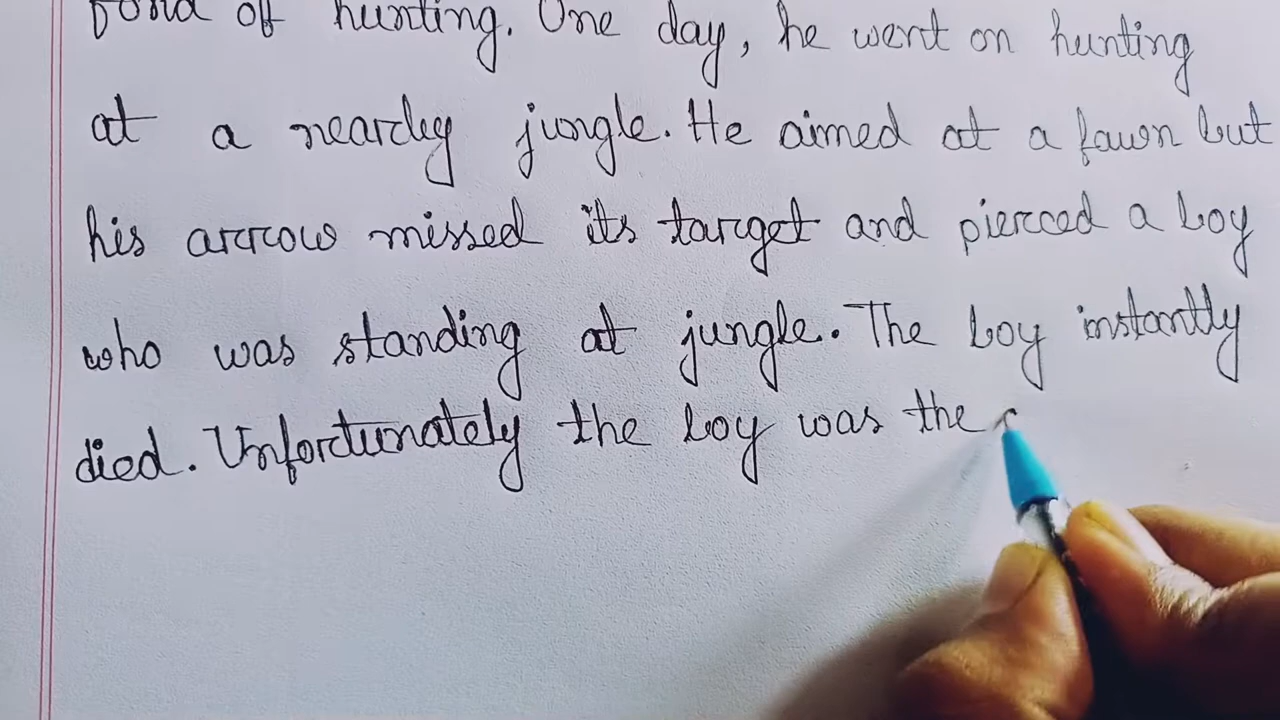 fond of hunting. One day, he went on hunting
at a nearby jungle. He aimed at a fawn but
his arrow missed its target and pierced a boy
who was standing at jungle. The boy instantly
died. Unfortunately the boy was the